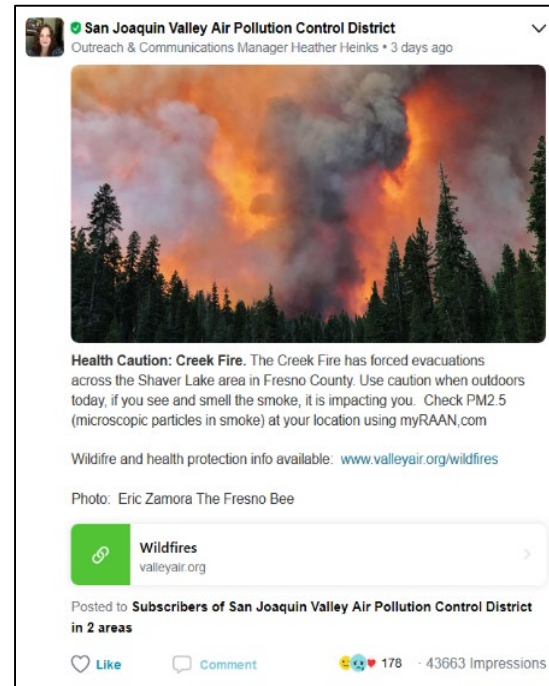 San Joaquin Valley Air Pollution Control District
Outreach & Communications Manager Heather Heinks • 3 days ago
Health Caution: Creek Fire. The Creek Fire has forced evacuations
across the Shaver Lake area in Fresno County. Use caution when outdoors
today, if you see and smell the smoke, it is impacting you. Check PM2.5
(microscopic particles in smoke) at your location using myRAAN,com
Wildifre and health protection info available: www.valleyair.org/wildfires
Photo: Eric Zamora The Fresno Bee
Wildfires
valleyair.org
Posted to Subscribers of San Joaquin Valley Air Pollution Control District
in 2 areas
Like Comment 178 · 43663 Impressions